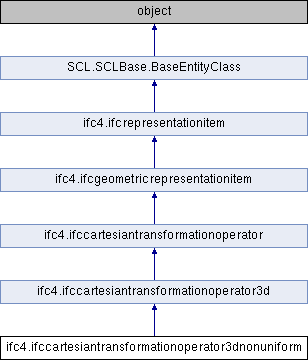 object
SCL.SCLBase.BaseEntityClass
ifc4.ifcrepresentationitem
ifc4.ifcgeometricrepresentationitem
ifc4.ifccartesiantransformationoperator
ifc4.ifccartesiantransformationoperator3d
ifc4.ifccartesiantransformationoperator3dnonuniform